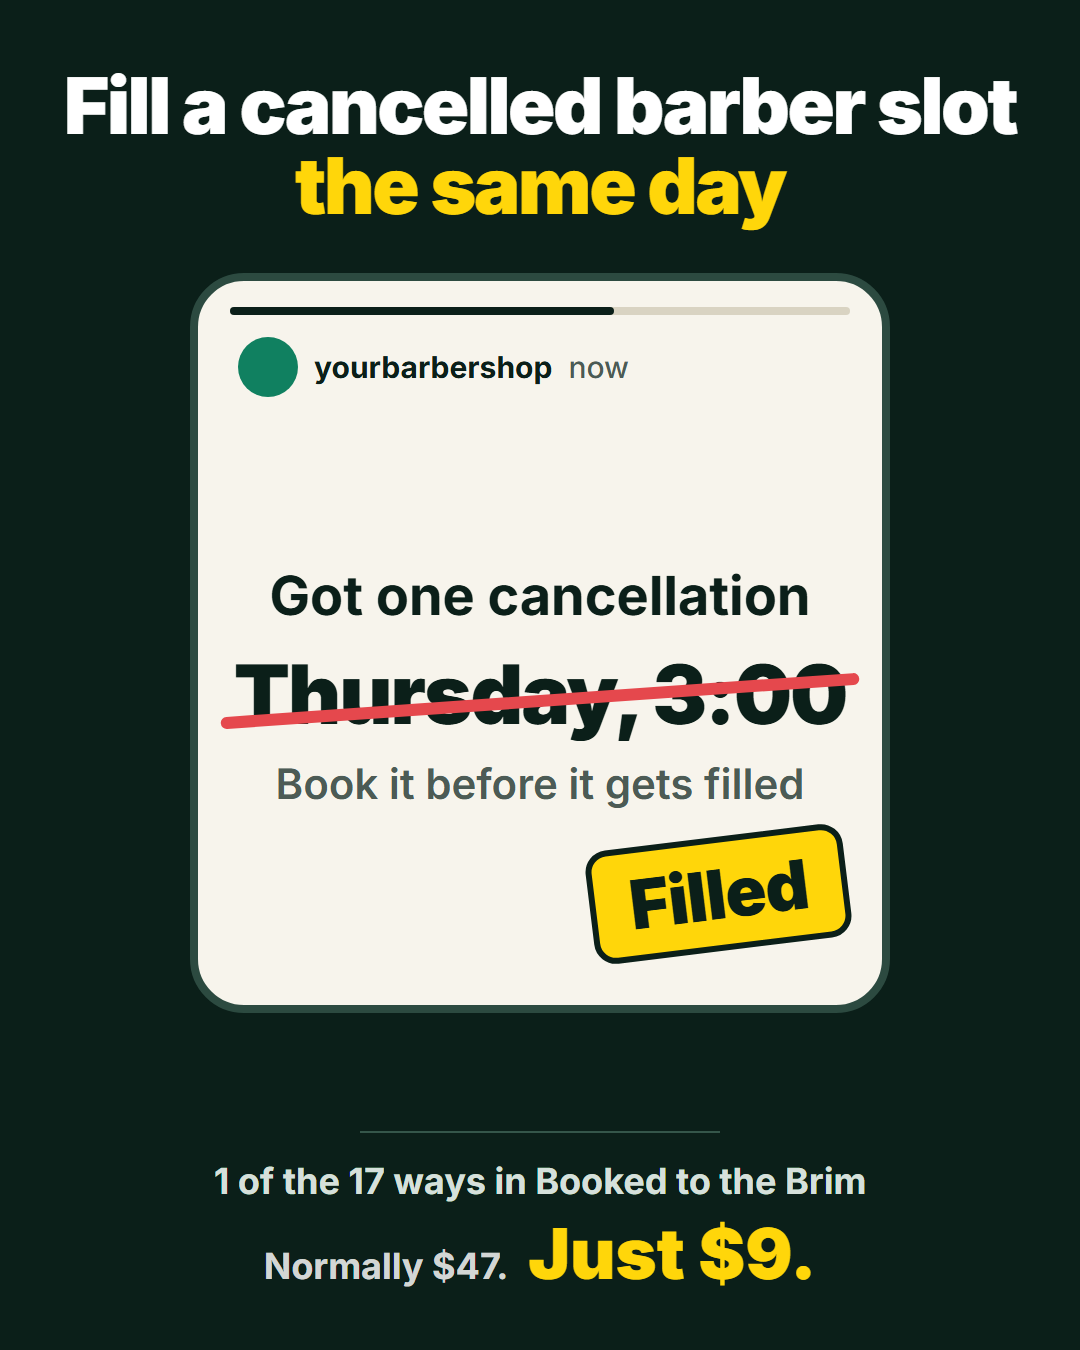 Fill a cancelled barber slot
the same day
yourbarbershop now
Got one cancellation
Thursday, 3:00
Book it before it gets filled
Filled
1 of the 17 ways in Booked to the Brim
Normally $47. Just $9.